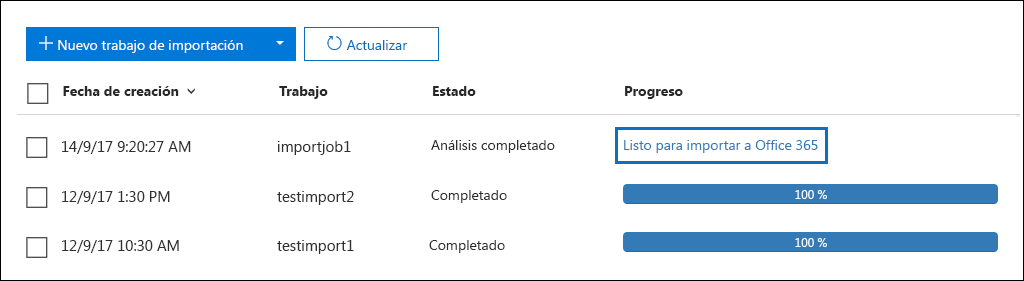 Nuevo trabajo de importación Actualizar
Fecha de creación Trabajo Estado Progreso
14/9/17 9:20:27 AM importjob1 Análisis completado Listo para importar a Office 365
12/9/17 1:30 PM testimport2 Completado 100 %
12/9/17 10:30 AM testimport1 Completado 100 %